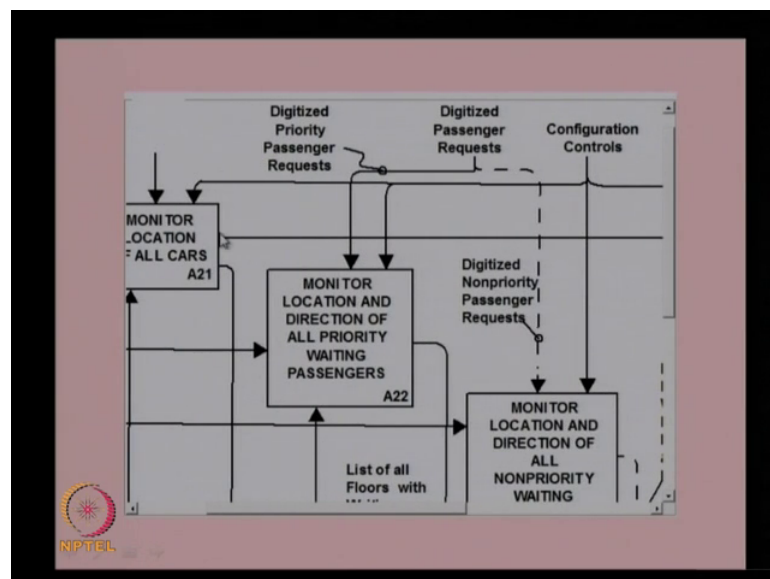 Digitized
Priority
Passenger
Requests
Digitized
Passenger
Requests
Configuration
Controls
MONITOR
LOCATION
ALL CARS
A21
MONITOR
LOCATION AND
DIRECTION OF
ALL PRIORITY
WAITING
PASSENGERS
A22
Digitized
Nonpriority
Passenger
Requests
MONITOR
LOCATION AND
DIRECTION OF
ALL
NONPRIORITY
WAITING
List of all
Floors with
NPTEL